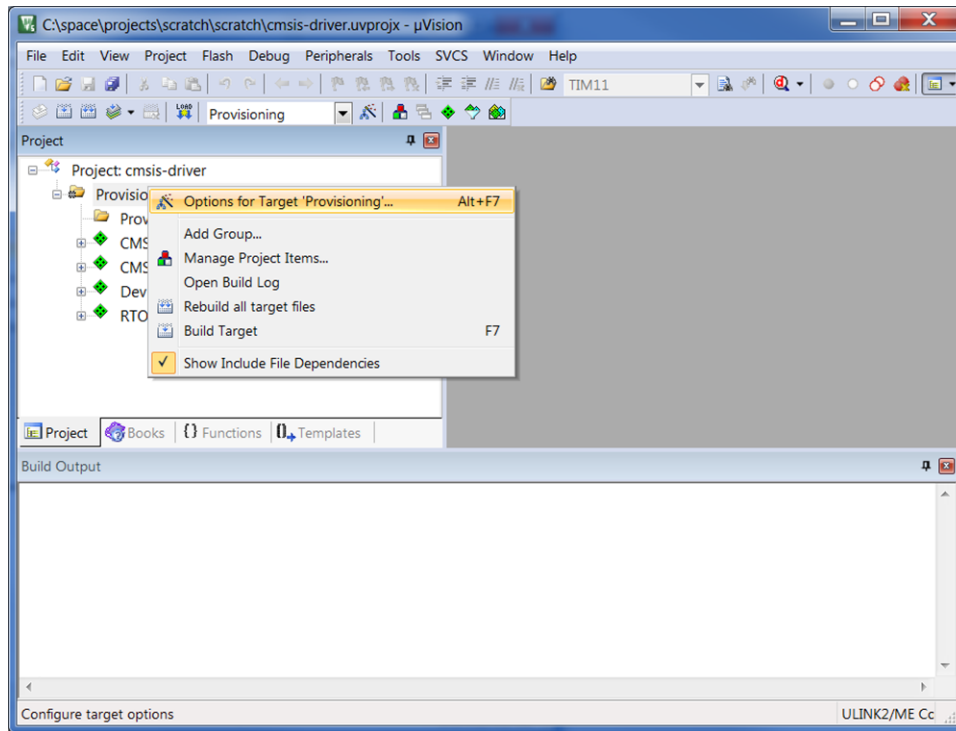 C:\space\projects\scratch\scratch\cmsis-driver.uvprojx - µVision
File Edit View Project Flash Debug Peripherals Tools SVCS Window Help
TIM11
LOAD Provisioning
Project
Project: cmsis-driver
Provisio
Options for Target 'Provisioning'... Alt+F7
Prov
Add Group...
CMS
Manage Project Items...
CMS
Open Build Log
Dev
Rebuild all target files
RTO
Build Target F7
Show Include File Dependencies
Project Books {} Functions Templates
Build Output
Configure target options ULINK2/ME Co